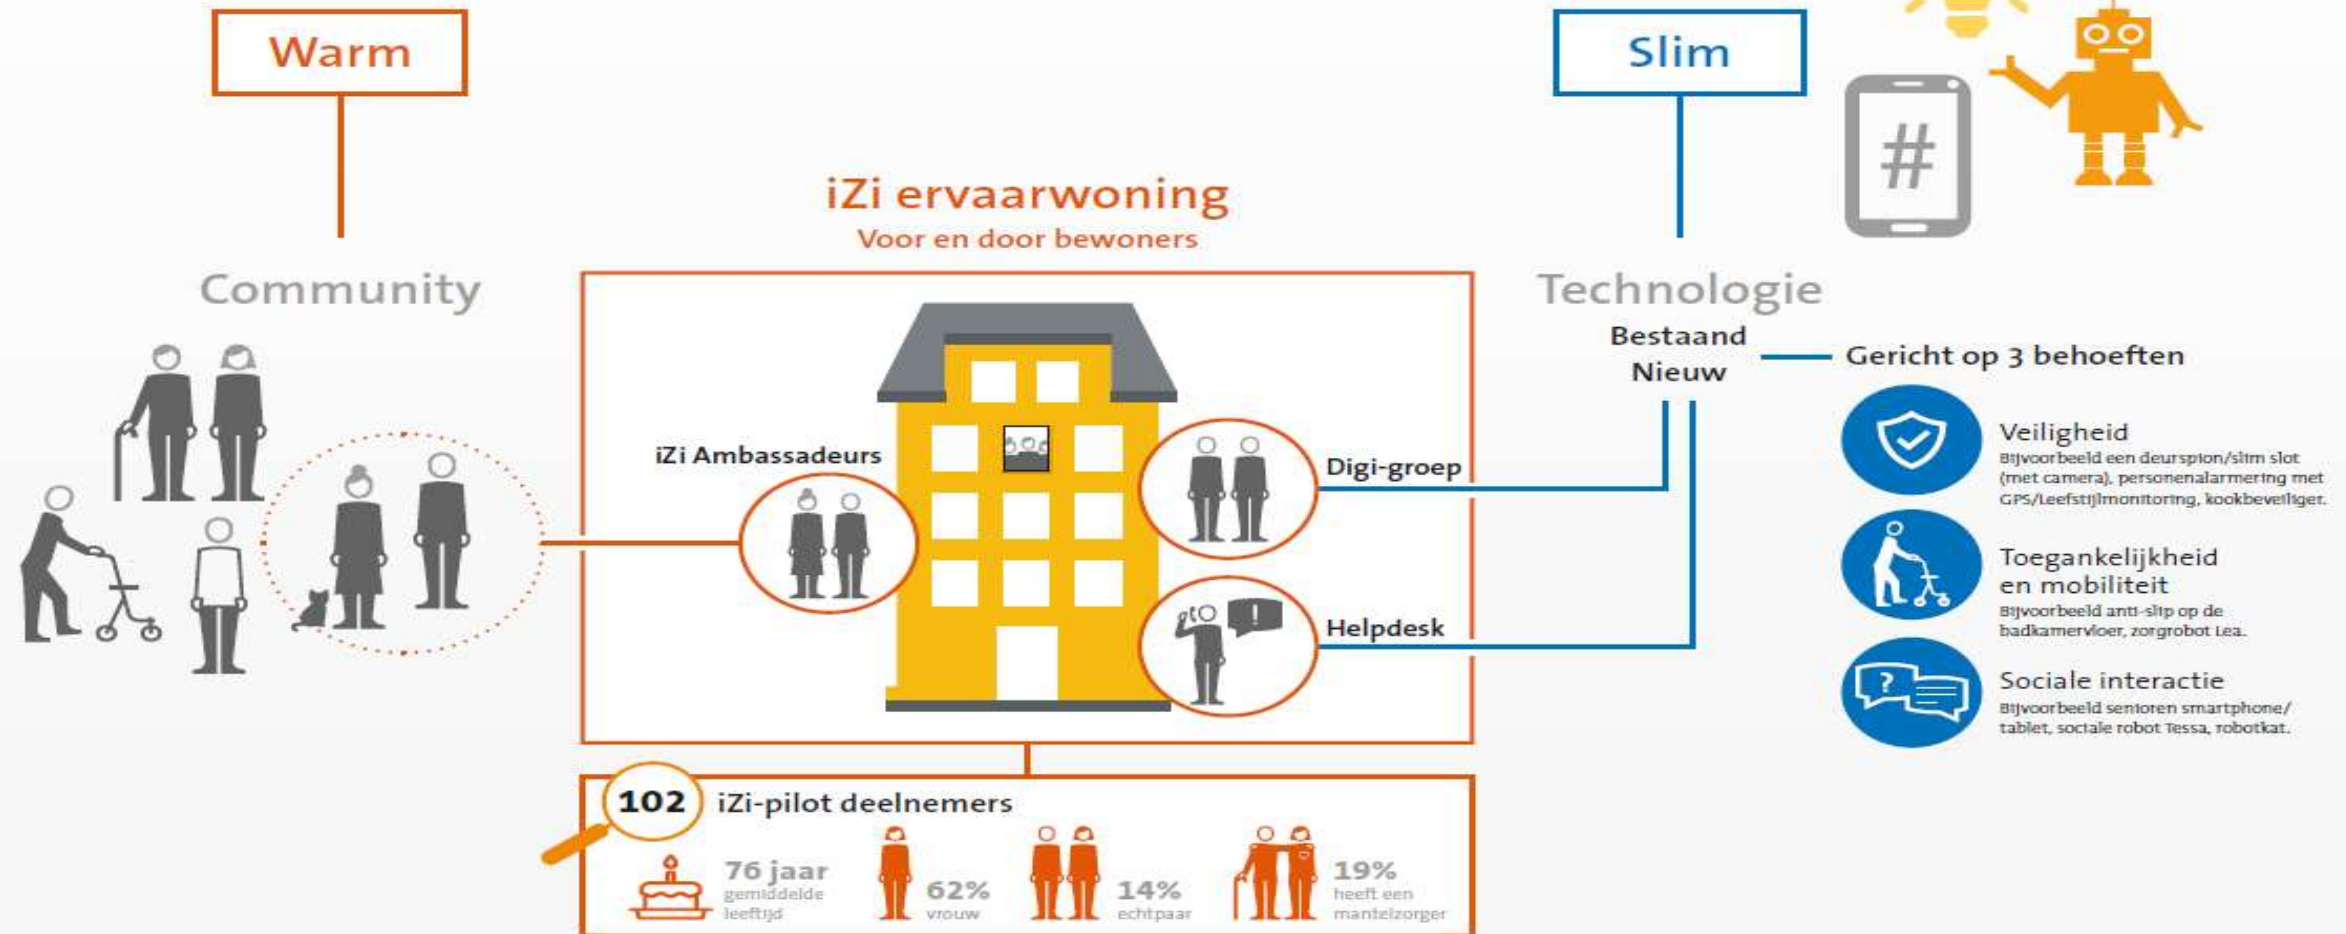 Warm
Slim
#
iZi ervaarwoning
Voor en door bewoners
Community
Technologie
Bestaand
Nieuw
Gericht op 3 behoeften
iZi Ambassadeurs
Digi-groep
Helpdesk
!
Veiligheid
Bijvoorbeeld een deurspion/slim slot
(met camera), personenalarmering met
GPS/Leefstijlmonitoring, kookbeveiliger.
Toegankelijkheid
en mobiliteit
Bijvoorbeeld anti-slip op de
badkamervloer, zorgrobot Lea.
?
Sociale interactie
Bijvoorbeeld senioren smartphone/
tablet, sociale robot Tessa, robotkat.
102
iZi-pilot deelnemers
76 jaar
gemiddelde
leeftijd
62%
vrouw
14%
echtpaar
19%
heeft een
mantelzorger